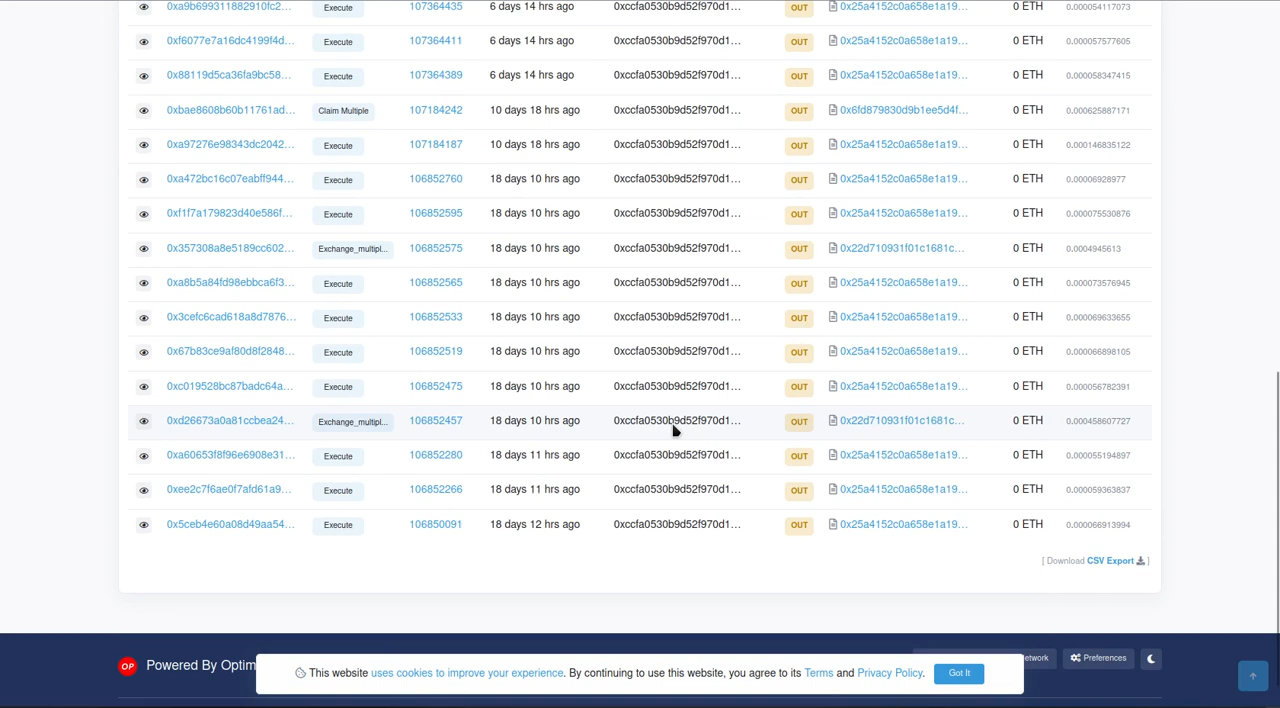 0xa9b699311882910fc2... Execute 107364435 6 days 14 hrs ago 0xccfa0530b9d52f970d1... OUT 0x25a4152c0a658e1a19... 0 ETH 0.000054117073
0xf6077e7a16dc4199f4d... Execute 107364411 6 days 14 hrs ago 0xccfa0530b9d52f970d1... OUT 0x25a4152c0a658e1a19... 0 ETH 0.000057577605
0x88119d5ca36fa9bc58... Execute 107364389 6 days 14 hrs ago 0xccfa0530b9d52f970d1... OUT 0x25a4152c0a658e1a19... 0 ETH 0.000058347415
0xbae8608b60b11761ad... Claim Multiple 107184242 10 days 18 hrs ago 0xccfa0530b9d52f970d1... OUT 0x6fd879830d9b1ee5d4f... 0 ETH 0.000625887171
0xa97276e98343dc2042... Execute 107184187 10 days 18 hrs ago 0xccfa0530b9d52f970d1... OUT 0x25a4152c0a658e1a19... 0 ETH 0.000146835122
0xa472bc16c07eabff944... Execute 106852760 18 days 10 hrs ago 0xccfa0530b9d52f970d1... OUT 0x25a4152c0a658e1a19... 0 ETH 0.00006928977
0xf1f7a179823d40e586f... Execute 106852595 18 days 10 hrs ago 0xccfa0530b9d52f970d1... OUT 0x25a4152c0a658e1a19... 0 ETH 0.000075530876
0x357308a8e5189cc602... Exchange_multipl... 106852575 18 days 10 hrs ago 0xccfa0530b9d52f970d1... OUT 0x22d710931f01c1681c... 0 ETH 0.0004945613
0xa8b5a84fd98ebbca6f3... Execute 106852565 18 days 10 hrs ago 0xccfa0530b9d52f970d1... OUT 0x25a4152c0a658e1a19... 0 ETH 0.000073576945
0x3cefc6cad618a8d7876... Execute 106852533 18 days 10 hrs ago 0xccfa0530b9d52f970d1... OUT 0x25a4152c0a658e1a19... 0 ETH 0.000069633655
0x67b83ce9af80d8f2848... Execute 106852519 18 days 10 hrs ago 0xccfa0530b9d52f970d1... OUT 0x25a4152c0a658e1a19... 0 ETH 0.000066898105
0xc019528bc87badc64a... Execute 106852475 18 days 10 hrs ago 0xccfa0530b9d52f970d1... OUT 0x25a4152c0a658e1a19... 0 ETH 0.000056782391
0xd26673a0a81ccbea24... Exchange_multipl... 106852457 18 days 10 hrs ago 0xccfa0530b9d52f970d1... OUT 0x22d710931f01c1681c... 0 ETH 0.000458607727
0xa60653f8f96e6908e31... Execute 106852280 18 days 11 hrs ago 0xccfa0530b9d52f970d1... OUT 0x25a4152c0a658e1a19... 0 ETH 0.000055194897
0xee2c7f6ae0f7afd61a9... Execute 106852266 18 days 11 hrs ago 0xccfa0530b9d52f970d1... OUT 0x25a4152c0a658e1a19... 0 ETH 0.000059363837
0x5ceb4e60a08d49aa54... Execute 106850091 18 days 12 hrs ago 0xccfa0530b9d52f970d1... OUT 0x25a4152c0a658e1a19... 0 ETH 0.000066913994
[ Download CSV Export ]
OP Powered By Optim
etwork Preferences
This website uses cookies to improve your experience. By continuing to use this website, you agree to its Terms and Privacy Policy. Got It